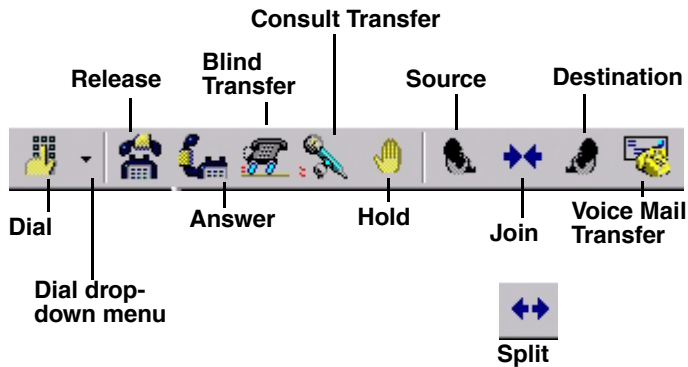 Consult Transfer
Blind
Transfer
Release
Source
Destination
Dial
Answer
Hold
Join
Voice Mail
Transfer
Dial drop-
down menu
Split